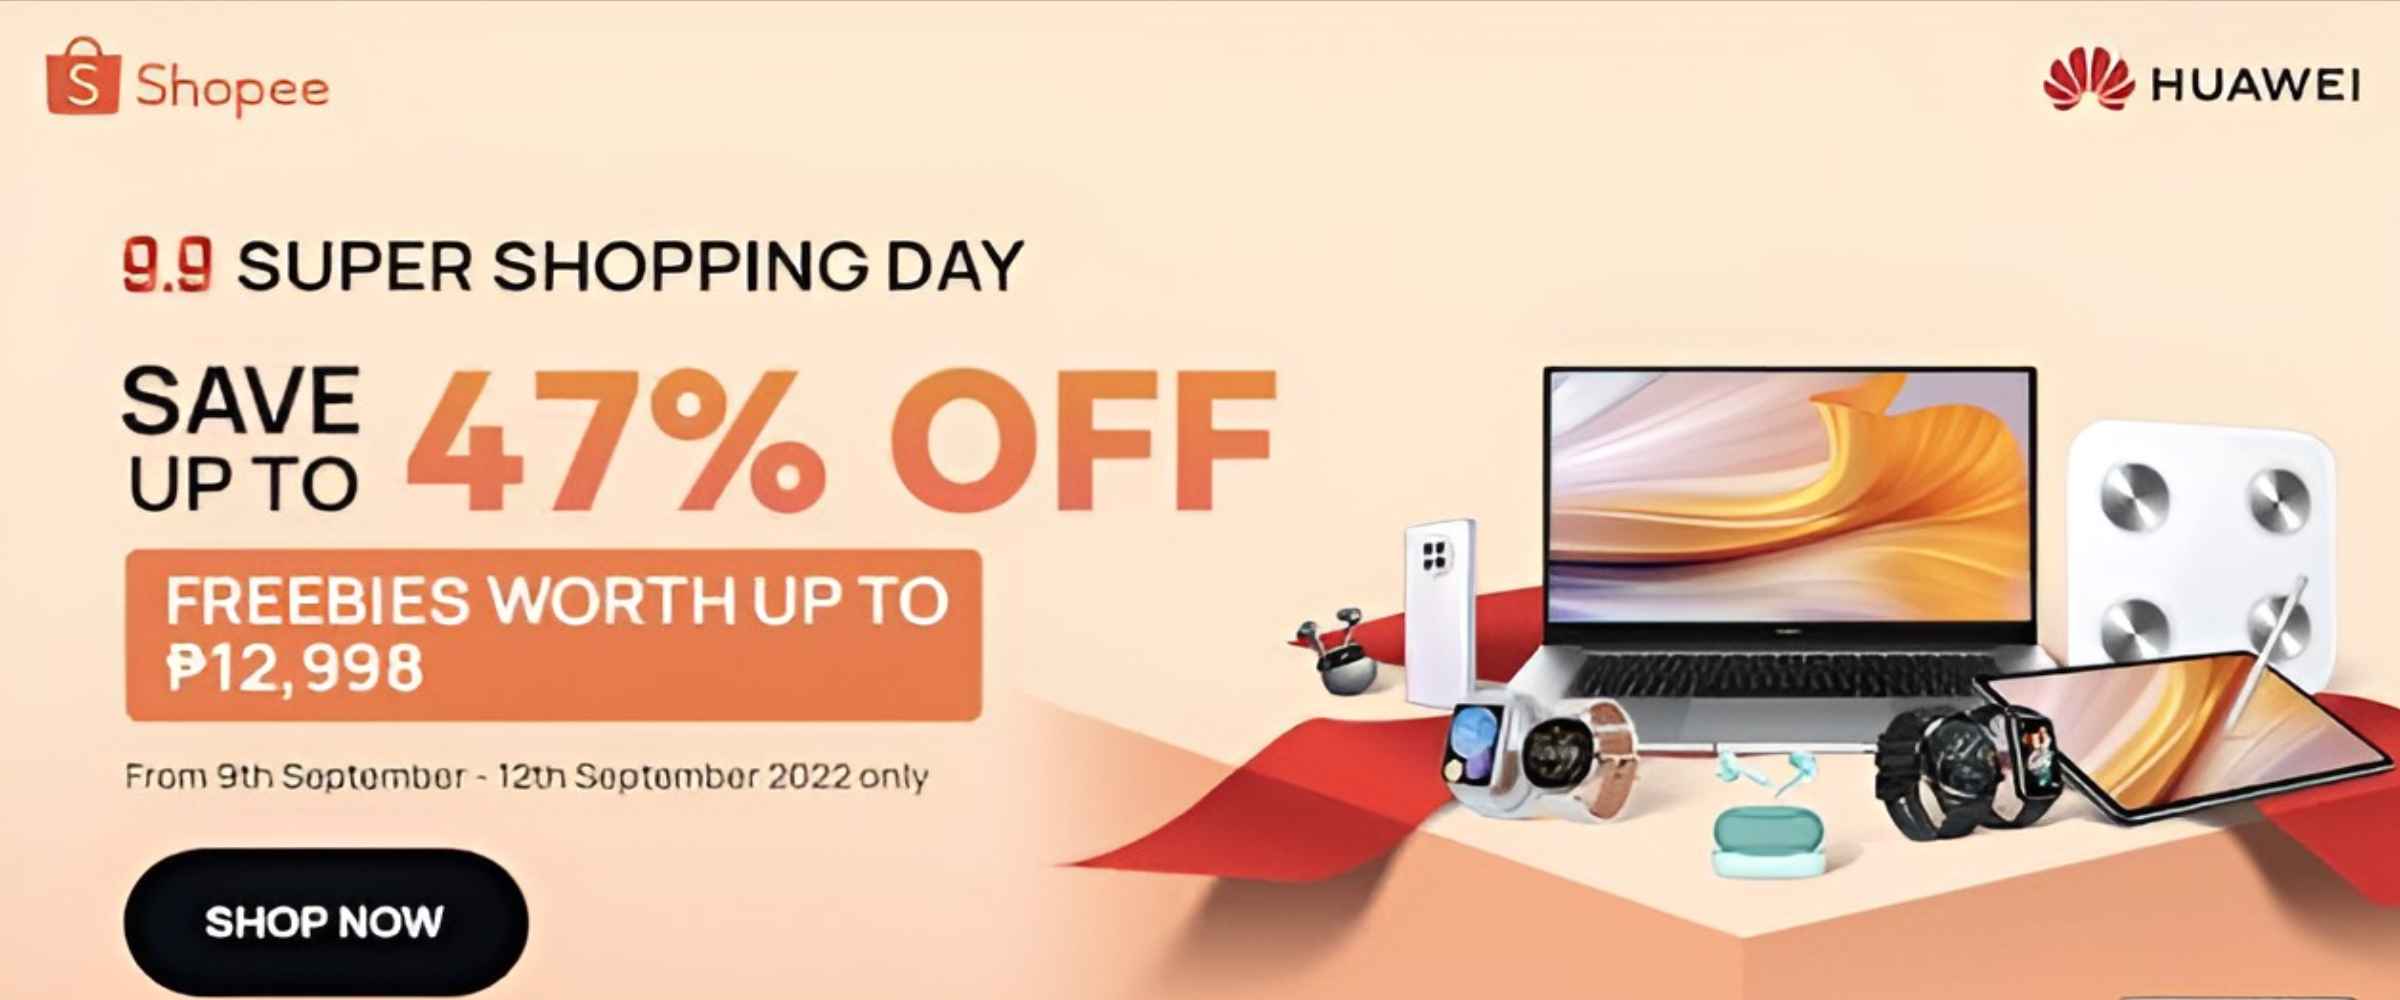 Shopee
HUAWEI
9.9 SUPER SHOPPING DAY
SAVE
UP TO
47% OFF
FREEBIES WORTH UP TO
₱12,998
From 9th September - 12th September 2022 only
SHOP NOW